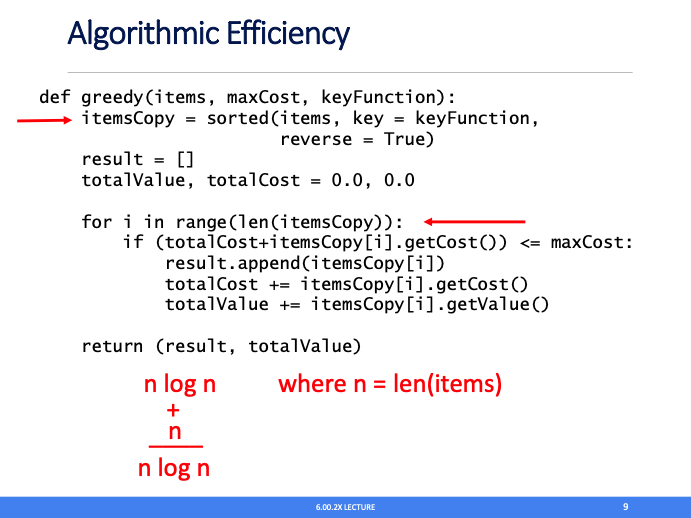 Algorithmic Efficiency
def greedy(items, maxCost, keyFunction):
    itemsCopy = sorted(items, key = keyFunction,
                       reverse = True)
    result = []
    totalValue, totalCost = 0.0, 0.0
    for i in range(len(itemsCopy)):
        if (totalCost+itemsCopy[i].getCost()) <= maxCost:
            result.append(itemsCopy[i])
            totalCost += itemsCopy[i].getCost()
            totalValue += itemsCopy[i].getValue()
    return (result, totalValue)
n log n where n = len(items)
+
n
n log n
6.00.2X LECTURE 9